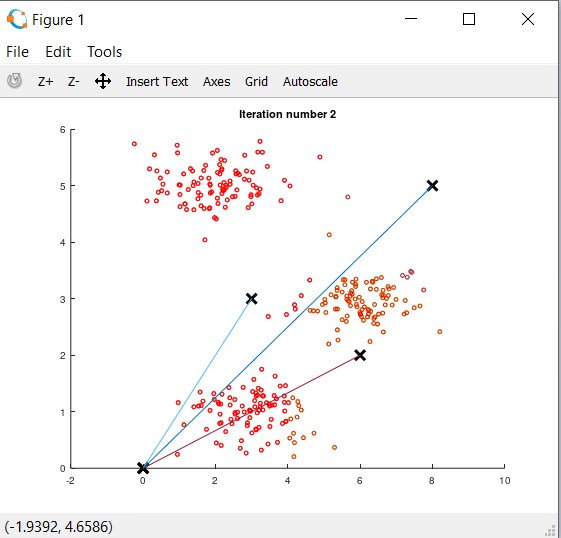 Figure 1
File Edit Tools
Z+ Z- Insert Text Axes Grid Autoscale
Iteration number 2
6
5
4
3
2
1
0
-2 0 2 4 6 8 10
(-1.9392, 4.6586)